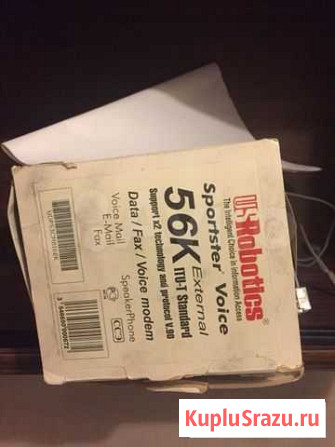 U.S.Robotics
The Intelligent Choice in Information Access
Sportster Voice
External
56K ITU-T Standard
Support x2 technology and protocol V.90
Data / Fax / Voice modem
Voice Mail
E-Mail
Fax
SpeakerPhone
KupluSrazu.ru